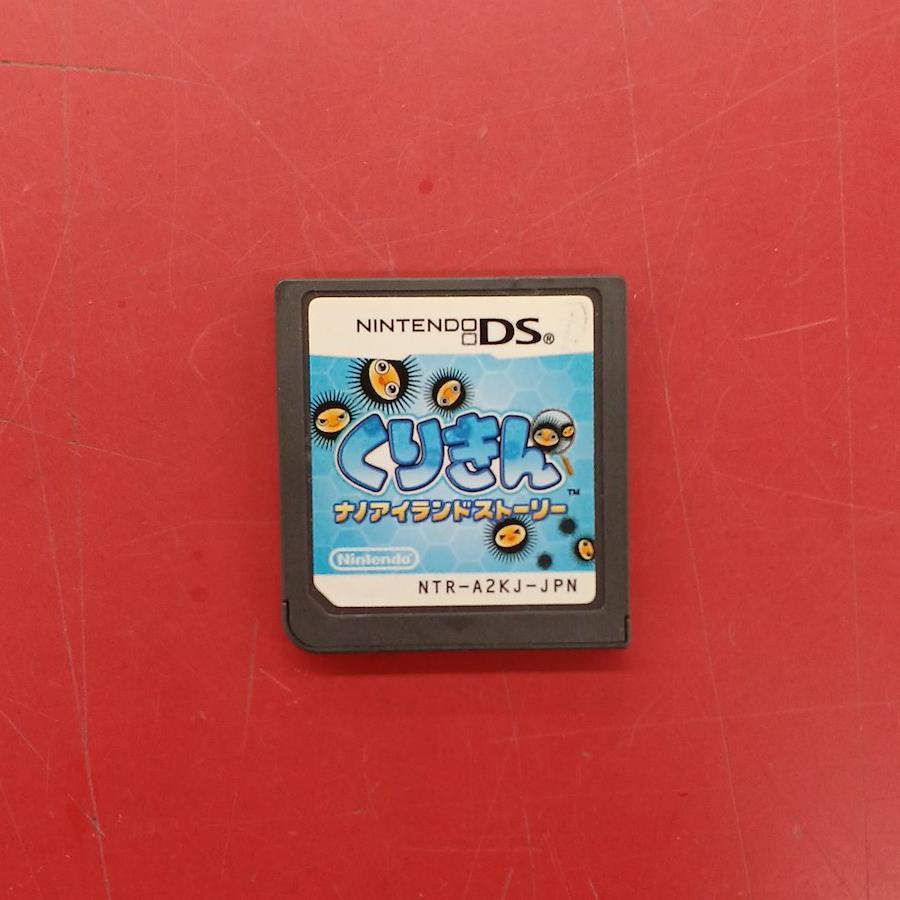 NINTENDO DS®
くりきん
™
ナノアイランドストーリー
Nintendo
NTR-A2KJ-JPN